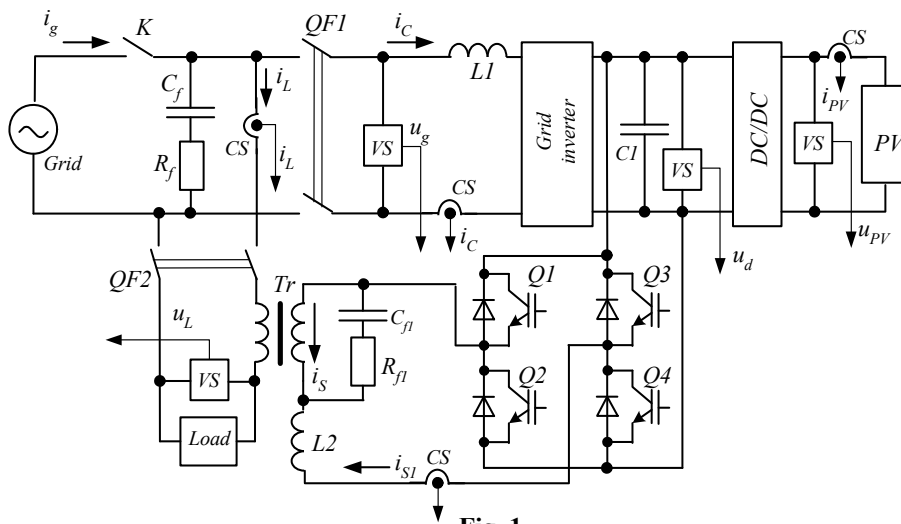 i_g
K
QF1
i_C
CS
C_f
i_L
L1
i_PV
CS
i_L
u_g
Grid
R_f
VS
Grid inverter
C1
VS
DC/DC
VS
PV
CS
i_C
u_PV
u_d
QF2
Tr
Q1
Q3
u_L
C_f1
i_S
R_f1
VS
Q2
Q4
Load
L2
i_S1
CS
Fig. 1